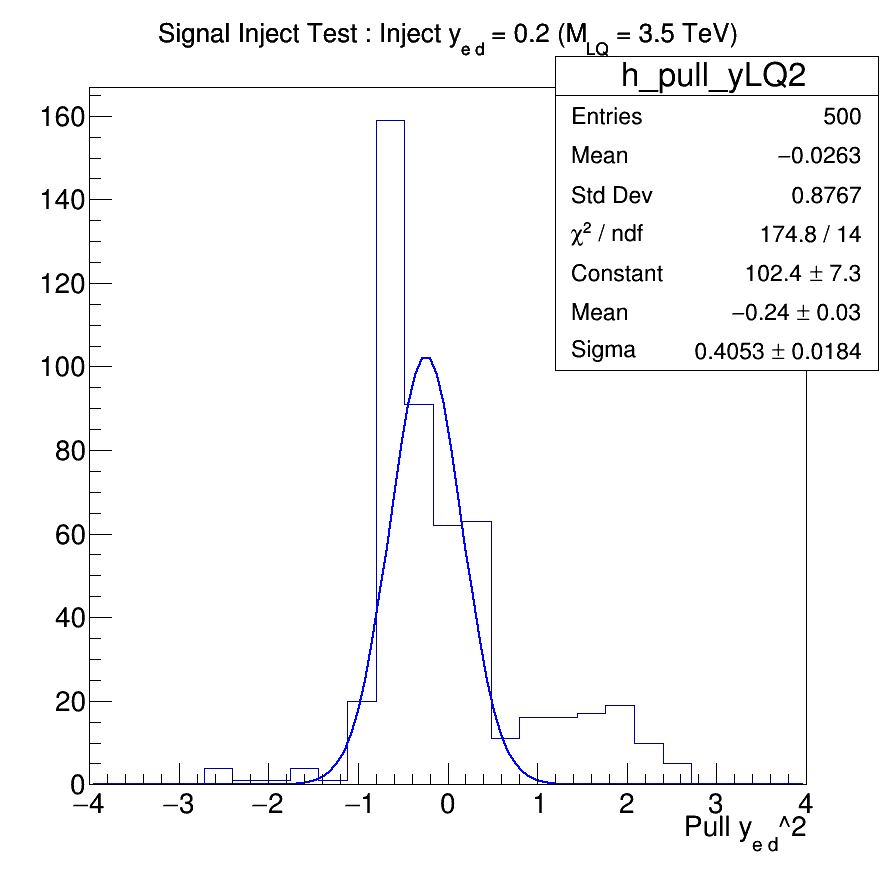 Signal Inject Test : Inject y_e d = 0.2 (M_LQ = 3.5 TeV)
h_pull_yLQ2
Entries 500
Mean −0.0263
Std Dev 0.8767
χ² / ndf 174.8 / 14
Constant 102.4 ± 7.3
Mean −0.24 ± 0.03
Sigma 0.4053 ± 0.0184
160
140
120
100
80
60
40
20
0
−4 −3 −2 −1 0 1 2 3 4
Pull y_e d^2